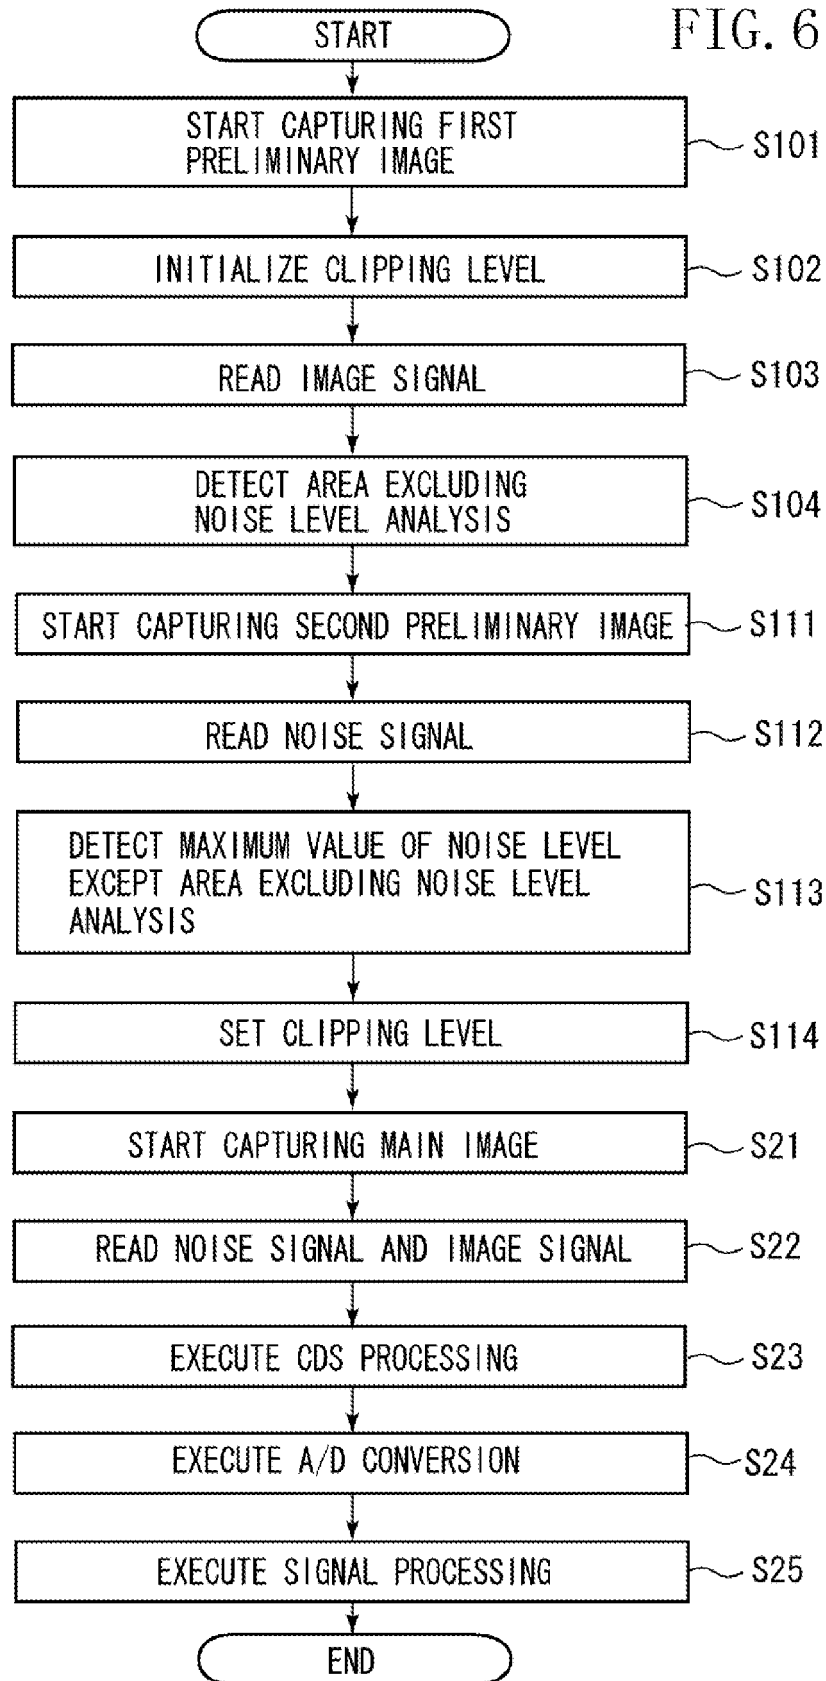 FIG. 6
START
START CAPTURING FIRST
PRELIMINARY IMAGE
S101
INITIALIZE CLIPPING LEVEL
S102
READ IMAGE SIGNAL
S103
DETECT AREA EXCLUDING
NOISE LEVEL ANALYSIS
S104
START CAPTURING SECOND PRELIMINARY IMAGE
S111
READ NOISE SIGNAL
S112
DETECT MAXIMUM VALUE OF NOISE LEVEL
EXCEPT AREA EXCLUDING NOISE LEVEL
ANALYSIS
S113
SET CLIPPING LEVEL
S114
START CAPTURING MAIN IMAGE
S21
READ NOISE SIGNAL AND IMAGE SIGNAL
S22
EXECUTE CDS PROCESSING
S23
EXECUTE A/D CONVERSION
S24
EXECUTE SIGNAL PROCESSING
S25
END